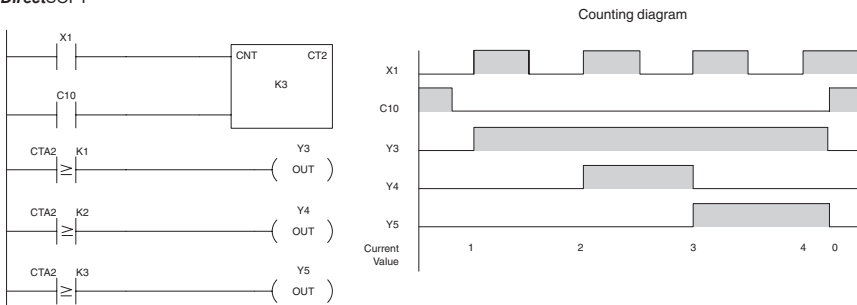 DirectSOFT
Counting diagram
X1
CNT CT2
K3
C10
CTA2 K1
≥
Y3
OUT
CTA2 K2
≥
Y4
OUT
CTA2 K3
≥
Y5
OUT
X1
C10
Y3
Y4
Y5
Current
Value
1 2 3 4 0